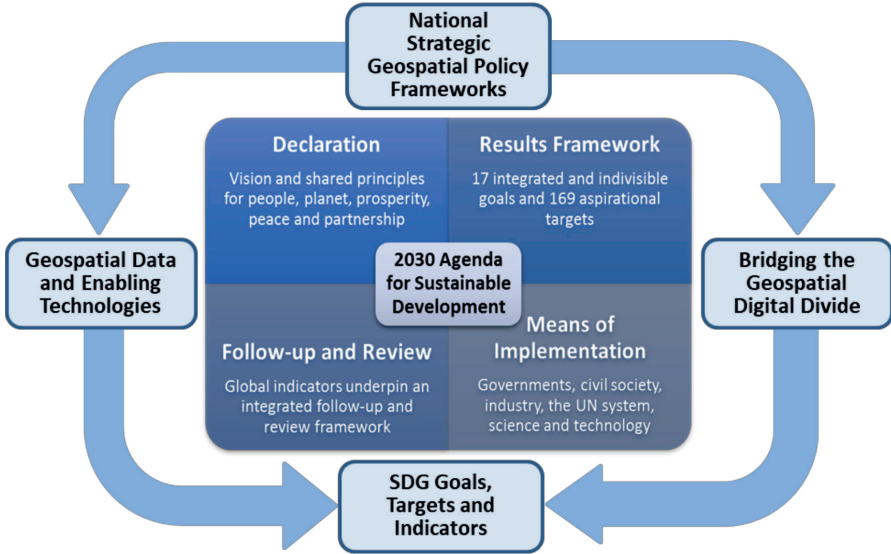 National
Strategic
Geospatial Policy
Frameworks
Declaration
Vision and shared principles
for people, planet, prosperity,
peace and partnership
Results Framework
17 integrated and indivisible
goals and 169 aspirational
targets
Geospatial Data
and Enabling
Technologies
2030 Agenda
for Sustainable
Development
Bridging the
Geospatial
Digital Divide
Follow-up and Review
Global indicators underpin an
integrated follow-up and
review framework
Means of
Implementation
Governments, civil society,
industry, the UN system,
science and technology
SDG Goals,
Targets and
Indicators